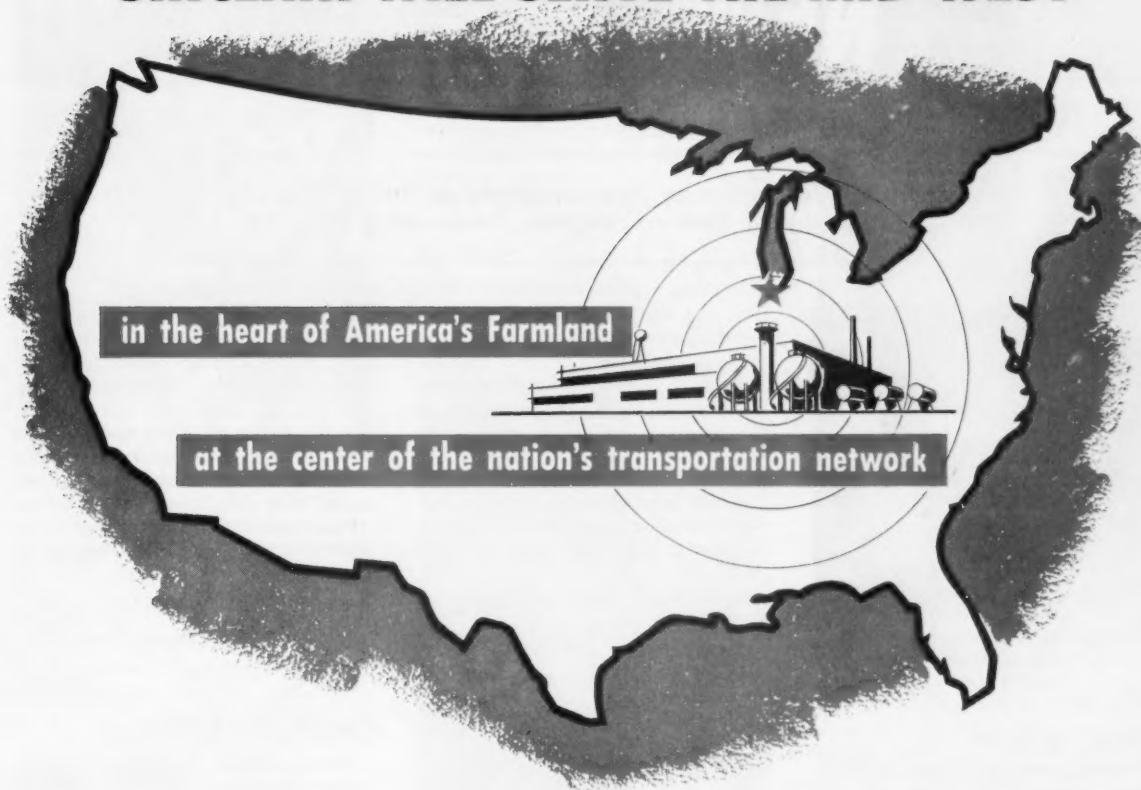 in the heart of America's Farmland
at the center of the nation's transportation network